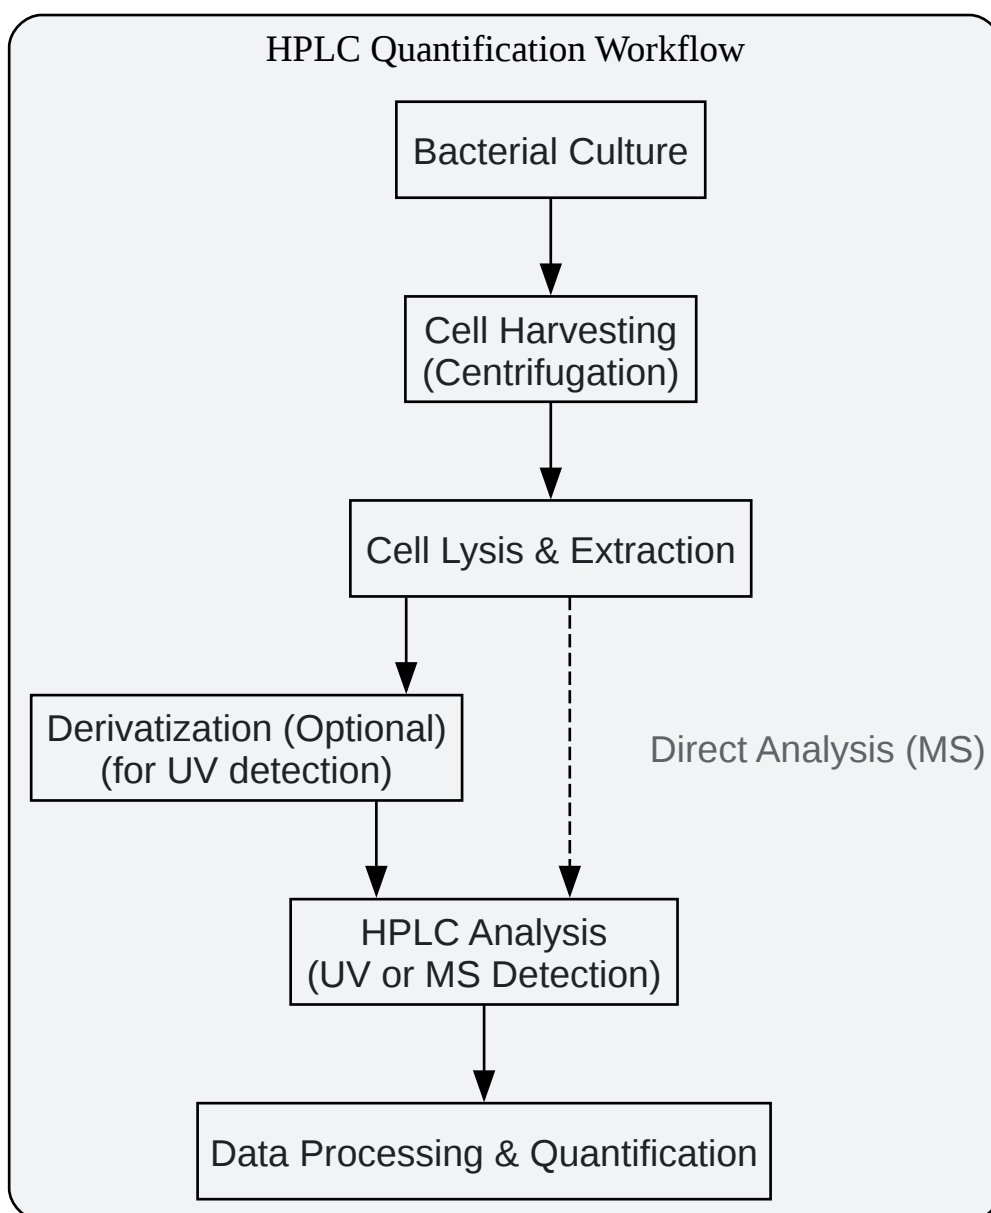 HPLC Quantification Workflow
Bacterial Culture
Cell Harvesting
(Centrifugation)
Cell Lysis & Extraction
Derivatization (Optional)
(for UV detection)
Direct Analysis (MS)
HPLC Analysis
(UV or MS Detection)
Data Processing & Quantification